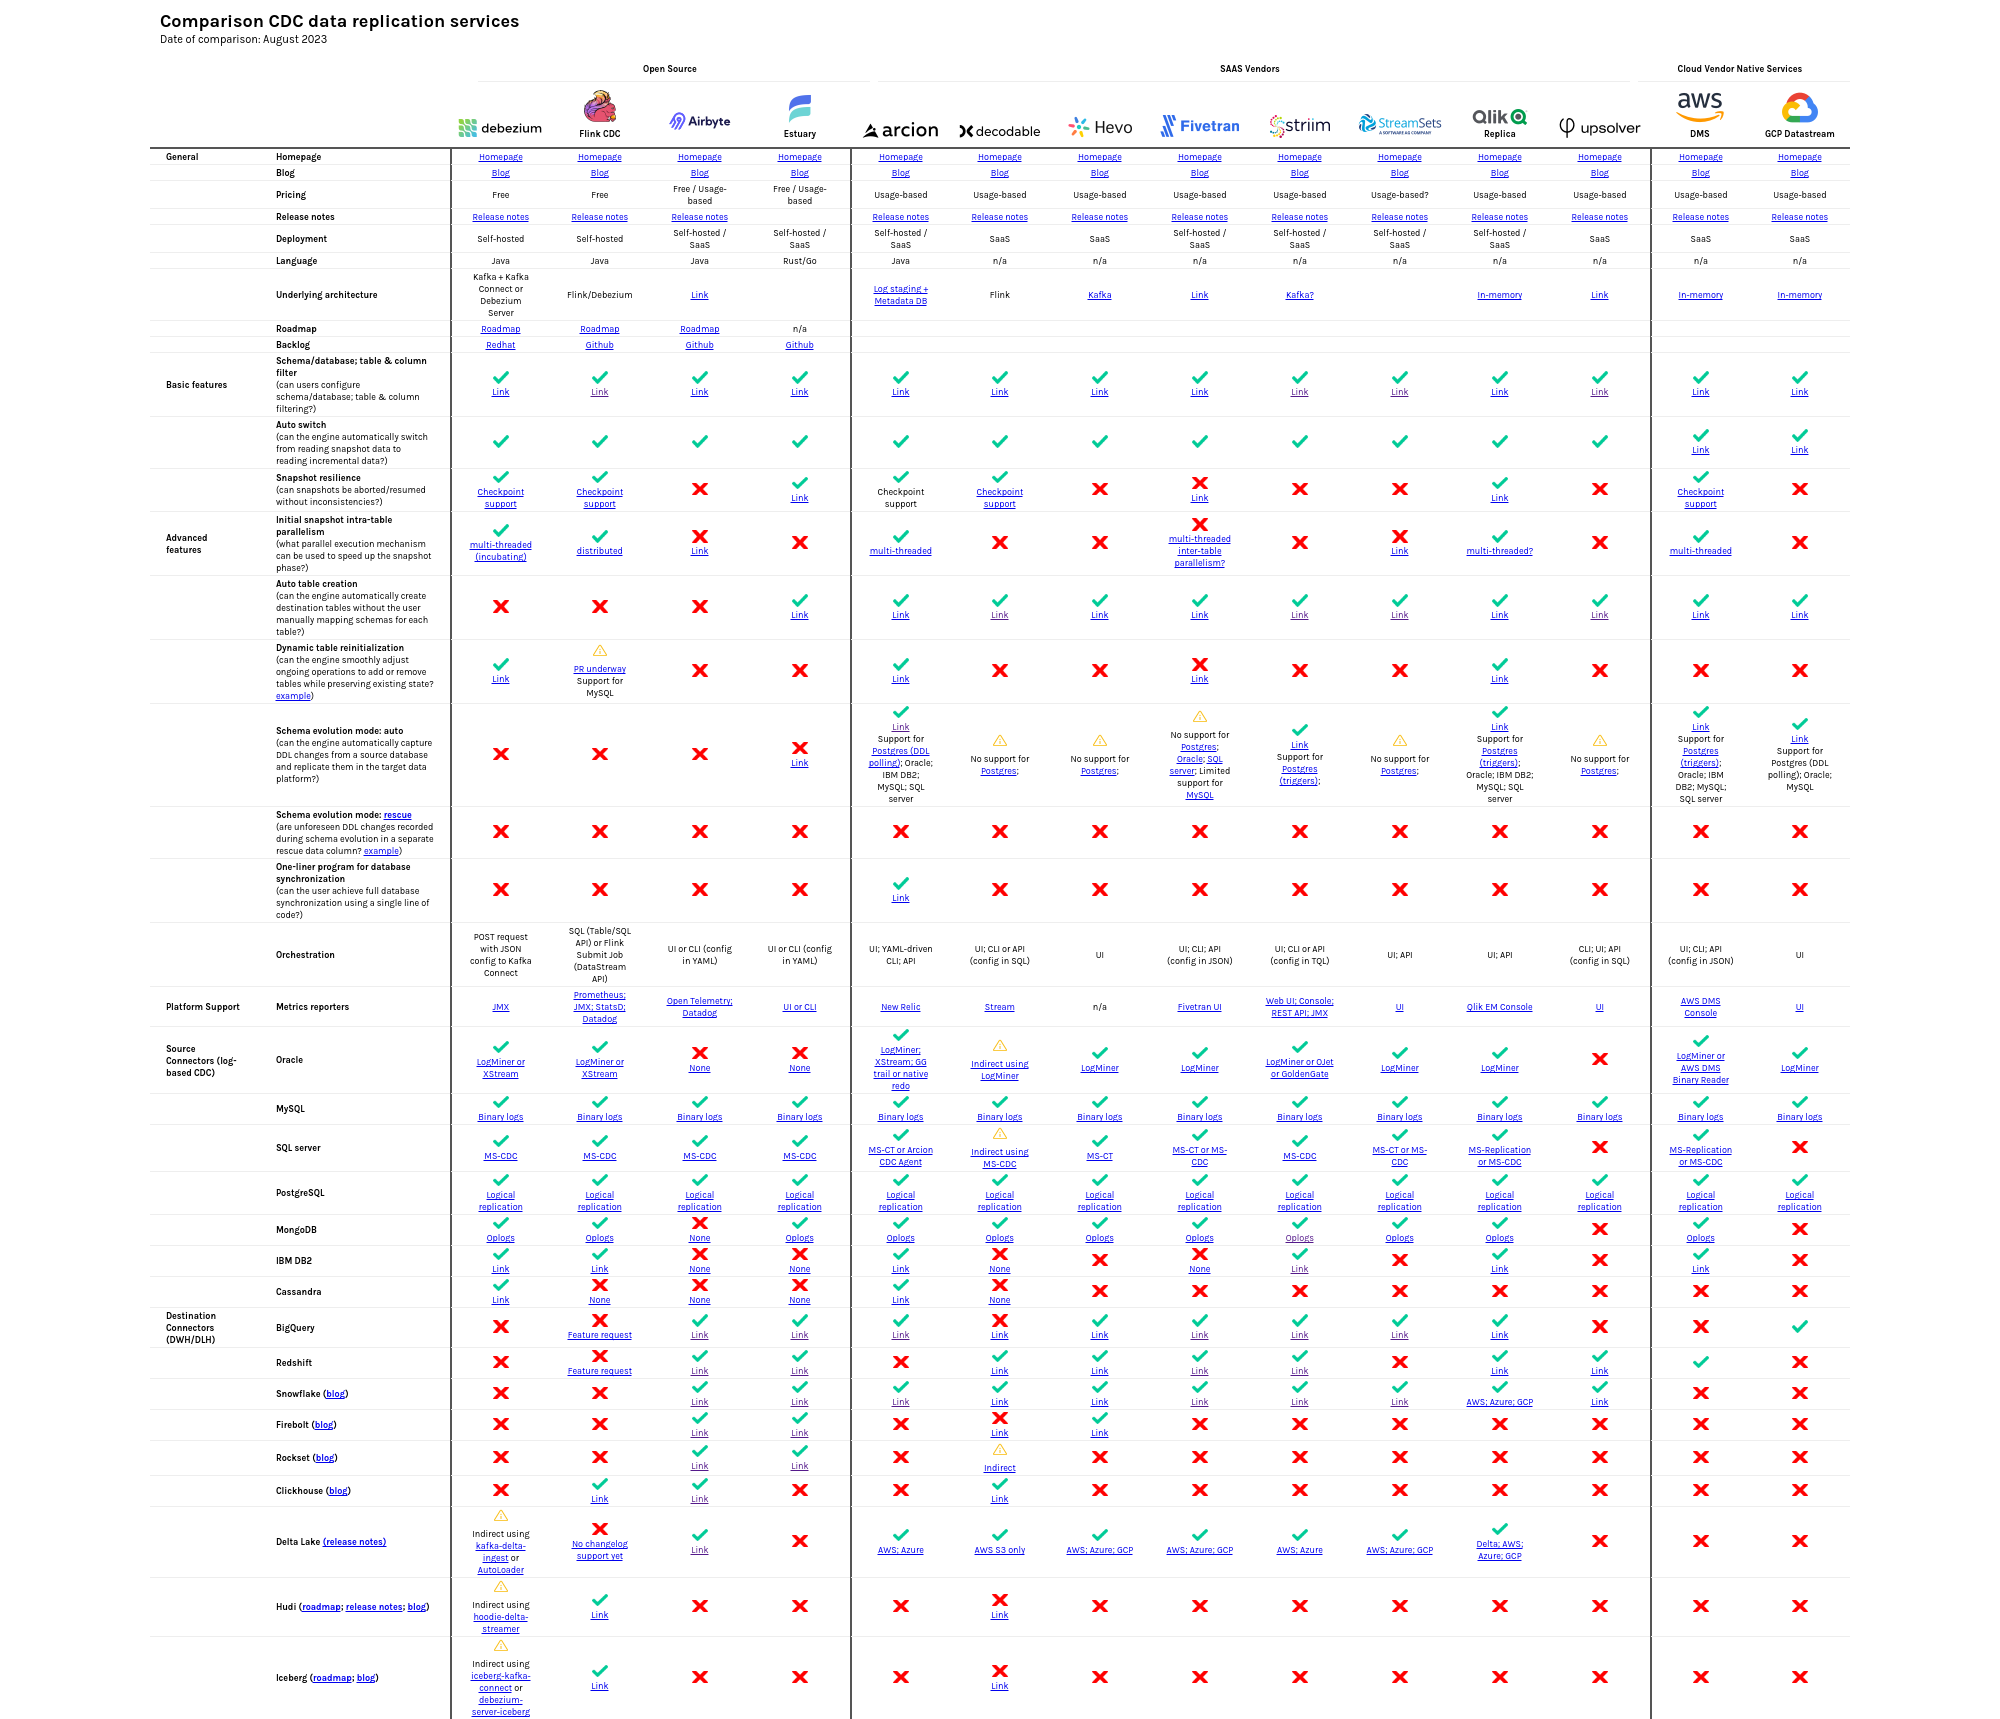 Comparison CDC data replication services
Date of comparison: August 2023
Open Source
SAAS Vendors
Cloud Vendor Native Services
debezium
Flink CDC
Airbyte
Estuary
arcion
decodable
Hevo
Fivetran
striim
StreamSets
A SOFTWARE AG COMPANY
Qlik
Replica
upsolver
aws
DMS
GCP Datastream
General Homepage Homepage Homepage Homepage Homepage Homepage Homepage Homepage Homepage Homepage Homepage Homepage Homepage Homepage Homepage
Blog Blog Blog Blog Blog Blog Blog Blog Blog Blog Blog Blog Blog Blog Blog
Pricing Free Free Free / Usage-based Free / Usage-based Usage-based Usage-based Usage-based Usage-based Usage-based Usage-based? Usage-based Usage-based Usage-based Usage-based
Release notes Release notes Release notes Release notes Release notes Release notes Release notes Release notes Release notes Release notes Release notes Release notes Release notes Release notes
Deployment Self-hosted Self-hosted Self-hosted / SaaS Self-hosted / SaaS Self-hosted / SaaS SaaS SaaS Self-hosted / SaaS Self-hosted / SaaS Self-hosted / SaaS Self-hosted / SaaS SaaS SaaS SaaS
Language Java Java Java Rust/Go Java n/a n/a n/a n/a n/a n/a n/a n/a n/a
Underlying architecture
Kafka + Kafka
Connect or
Debezium
Server
Flink/Debezium
Link
Log staging +
Metadata DB
Flink
Kafka
Link
Kafka?
In-memory
Link
In-memory
In-memory
Roadmap Roadmap Roadmap Roadmap n/a
Backlog Redhat Github Github Github
Basic features
Schema/database; table & column
filter
(can users configure
schema/database; table & column
filtering?)
Link Link Link Link Link Link Link Link Link Link Link Link Link Link
Auto switch
(can the engine automatically switch
from reading snapshot data to
reading incremental data?)
Link Link
Snapshot resilience
(can snapshots be aborted/resumed
without inconsistencies?)
Checkpoint
support
Checkpoint
support
Link
Checkpoint
support
Checkpoint
support
Link
Link
Checkpoint
support
Advanced
features
Initial snapshot intra-table
parallelism
(what parallel execution mechanism
can be used to speed up the snapshot
phase?)
multi-threaded
(incubating)
distributed
Link
multi-threaded
multi-threaded
inter-table
parallelism?
Link
multi-threaded?
multi-threaded
Auto table creation
(can the engine automatically create
destination tables without the user
manually mapping schemas for each
table?)
Link Link Link Link Link Link Link Link Link Link Link
Dynamic table reinitialization
(can the engine smoothly adjust
ongoing operations to add or remove
tables while preserving existing state?
example)
Link
PR underway
Support for
MySQL
Link
Link
Link
Schema evolution mode: auto
(can the engine automatically capture
DDL changes from a source database
and replicate them in the target data
platform?)
Link
Link
Support for
Postgres (DDL
polling); Oracle;
IBM DB2;
MySQL; SQL
server
No support for
Postgres;
No support for
Postgres;
No support for
Postgres;
Oracle; SQL
server; Limited
support for
MySQL
Link
Support for
Postgres
(triggers);
No support for
Postgres;
Link
Support for
Postgres
(triggers);
Oracle; IBM DB2;
MySQL; SQL
server
No support for
Postgres;
Link
Support for
Postgres
(triggers);
Oracle; IBM
DB2; MySQL;
SQL server
Link
Support for
Postgres (DDL
polling); Oracle;
MySQL
Schema evolution mode: rescue
(are unforeseen DDL changes recorded
during schema evolution in a separate
rescue data column? example)
One-liner program for database
synchronization
(can the user achieve full database
synchronization using a single line of
code?)
Link
Orchestration
POST request
with JSON
config to Kafka
Connect
SQL (Table/SQL
API) or Flink
Submit Job
(DataStream
API)
UI or CLI (config
in YAML)
UI or CLI (config
in YAML)
UI; YAML-driven
CLI; API
UI; CLI or API
(config in SQL)
UI
UI; CLI; API
(config in JSON)
UI; CLI or API
(config in TQL)
UI; API
UI; API
CLI; UI; API
(config in SQL)
UI; CLI; API
(config in JSON)
UI
Platform Support
Metrics reporters
JMX
Prometheus;
JMX; StatsD;
Datadog
Open Telemetry;
Datadog
UI or CLI
New Relic
Stream
n/a
Fivetran UI
Web UI; Console;
REST API; JMX
UI
Qlik EM Console
UI
AWS DMS
Console
UI
Source
Connectors (log-
based CDC)
Oracle
LogMiner or
XStream
LogMiner or
XStream
None
None
LogMiner;
XStream; GG
trail or native
redo
Indirect using
LogMiner
LogMiner
LogMiner
LogMiner or OJet
or GoldenGate
LogMiner
LogMiner
LogMiner or
AWS DMS
Binary Reader
LogMiner
MySQL Binary logs Binary logs Binary logs Binary logs Binary logs Binary logs Binary logs Binary logs Binary logs Binary logs Binary logs Binary logs Binary logs Binary logs
SQL server
MS-CDC
MS-CDC
MS-CDC
MS-CDC
MS-CT or Arcion
CDC Agent
Indirect using
MS-CDC
MS-CT
MS-CT or MS-
CDC
MS-CDC
MS-CT or MS-
CDC
MS-Replication
or MS-CDC
MS-Replication
or MS-CDC
PostgreSQL
Logical Logical Logical Logical Logical Logical Logical Logical Logical Logical Logical Logical Logical Logical
replication replication replication replication replication replication replication replication replication replication replication replication replication replication
MongoDB Oplogs Oplogs None Oplogs Oplogs Oplogs Oplogs Oplogs Oplogs Oplogs Oplogs Oplogs
IBM DB2 Link Link None None Link None None Link Link Link
Cassandra Link None None None Link None
Destination
Connectors
(DWH/DLH)
BigQuery Feature request Link Link Link Link Link Link Link Link Link
Redshift Feature request Link Link Link Link Link Link Link Link
Snowflake (blog) Link Link Link Link Link Link Link Link AWS; Azure; GCP Link
Firebolt (blog) Link Link Link Link
Rockset (blog) Link Link Indirect
Clickhouse (blog) Link Link Link
Delta Lake (release notes)
Indirect using
kafka-delta-
ingest or
AutoLoader
No changelog
support yet
Link
AWS; Azure
AWS S3 only
AWS; Azure; GCP
AWS; Azure; GCP
AWS; Azure
AWS; Azure; GCP
Delta; AWS;
Azure; GCP
Hudi (roadmap; release notes; blog)
Indirect using
hoodie-delta-
streamer
Link
Link
Iceberg (roadmap; blog)
Indirect using
iceberg-kafka-
connect or
debezium-
server-iceberg
Link
Link